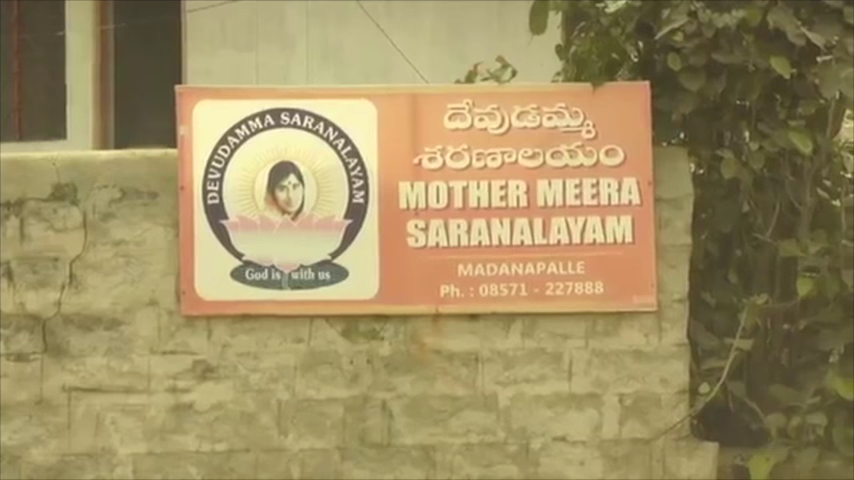 DEVUDAMMA SARANALAYAM
God is with us
దేవుడమ్మ
శరణాలయం
MOTHER MEERA
SARANALAYAM
MADANAPALLE
Ph. : 08571 - 227888